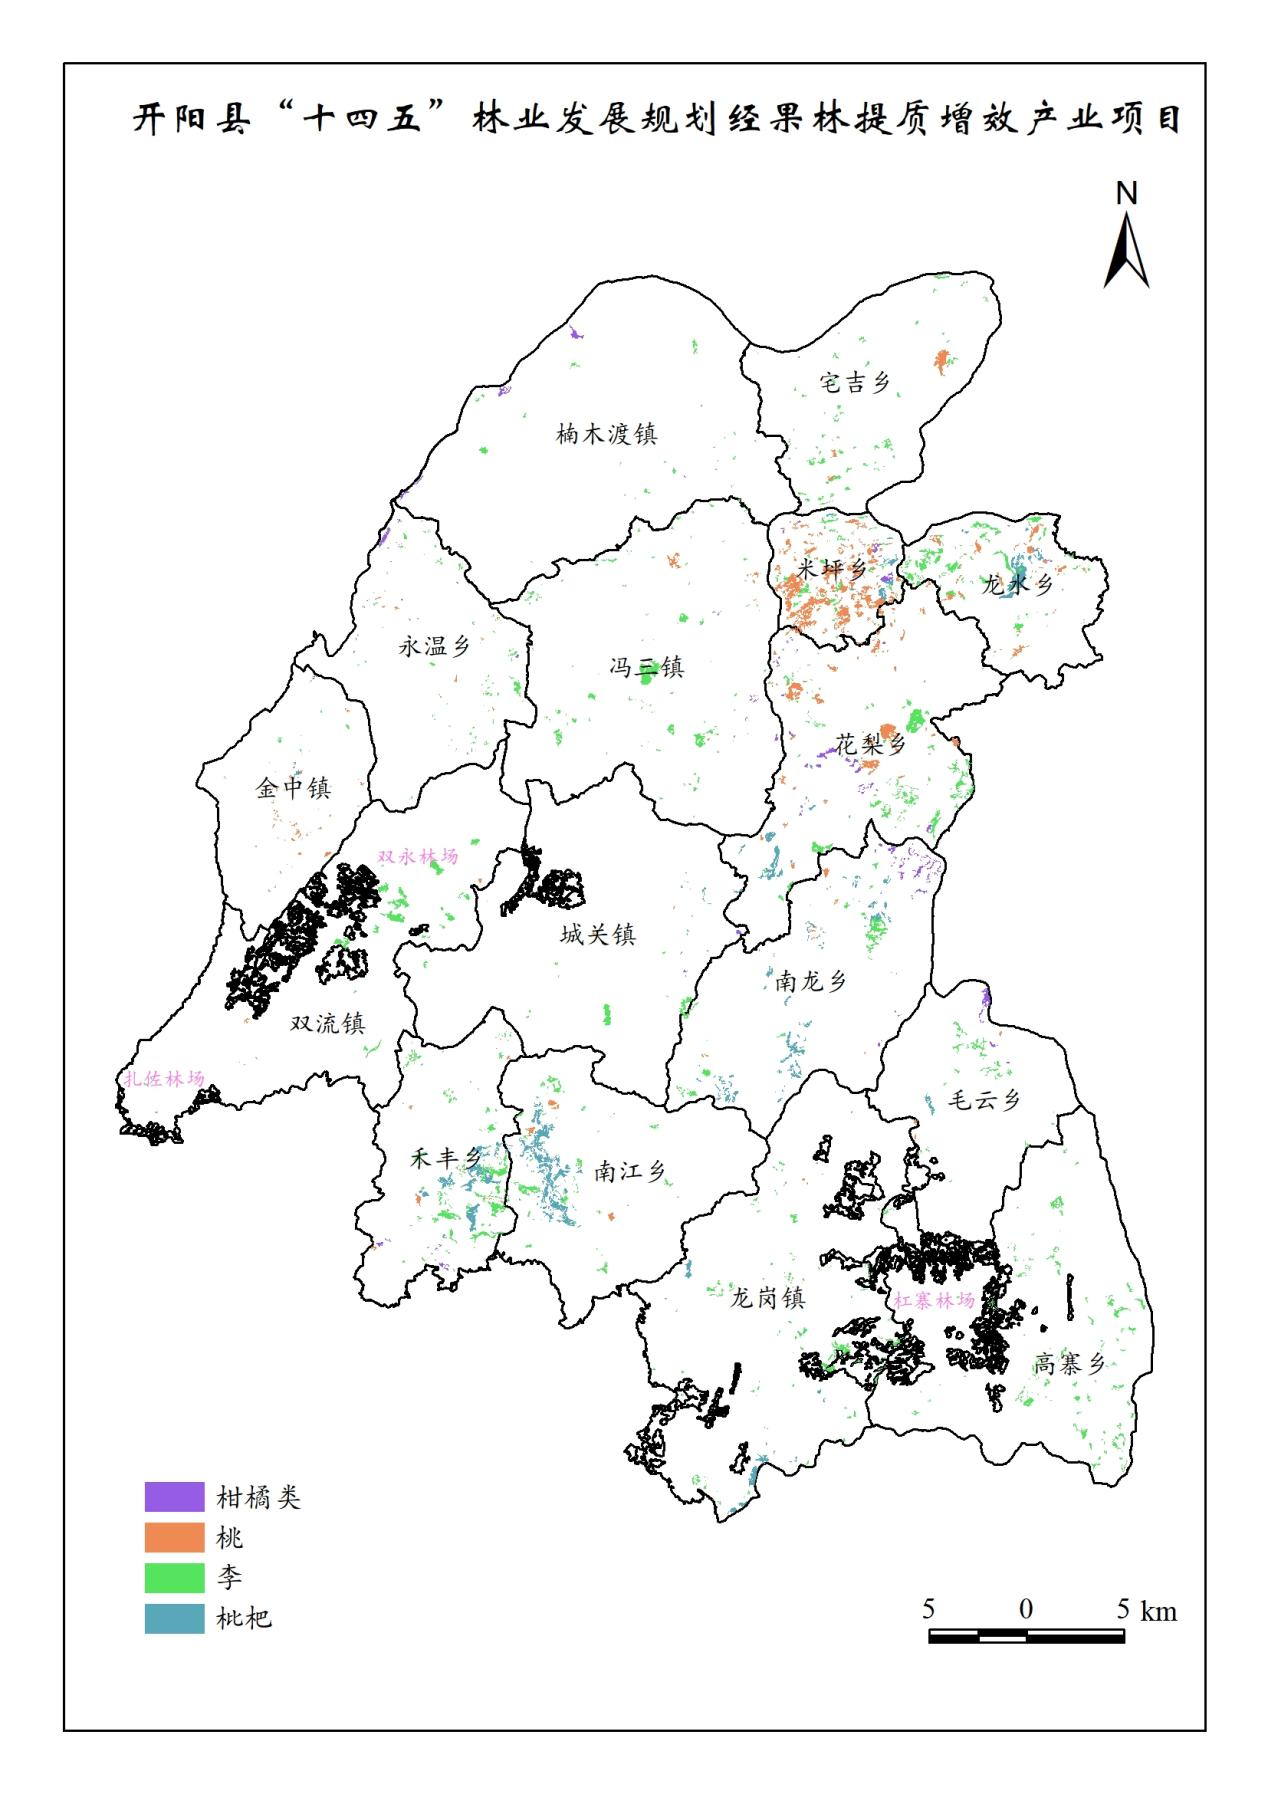 开阳县“十四五”林业发展规划经果林提质增效产业项目
N
宅吉乡
楠木渡镇
米坪乡
龙水乡
永温乡
冯三镇
花梨乡
金中镇
双永林场
城关镇
南龙乡
双流镇
扎佐林场
毛云乡
禾丰乡
南江乡
龙岗镇
杠寨林场
高寨乡
柑橘类
桃
李
枇杷
5 0 5 km